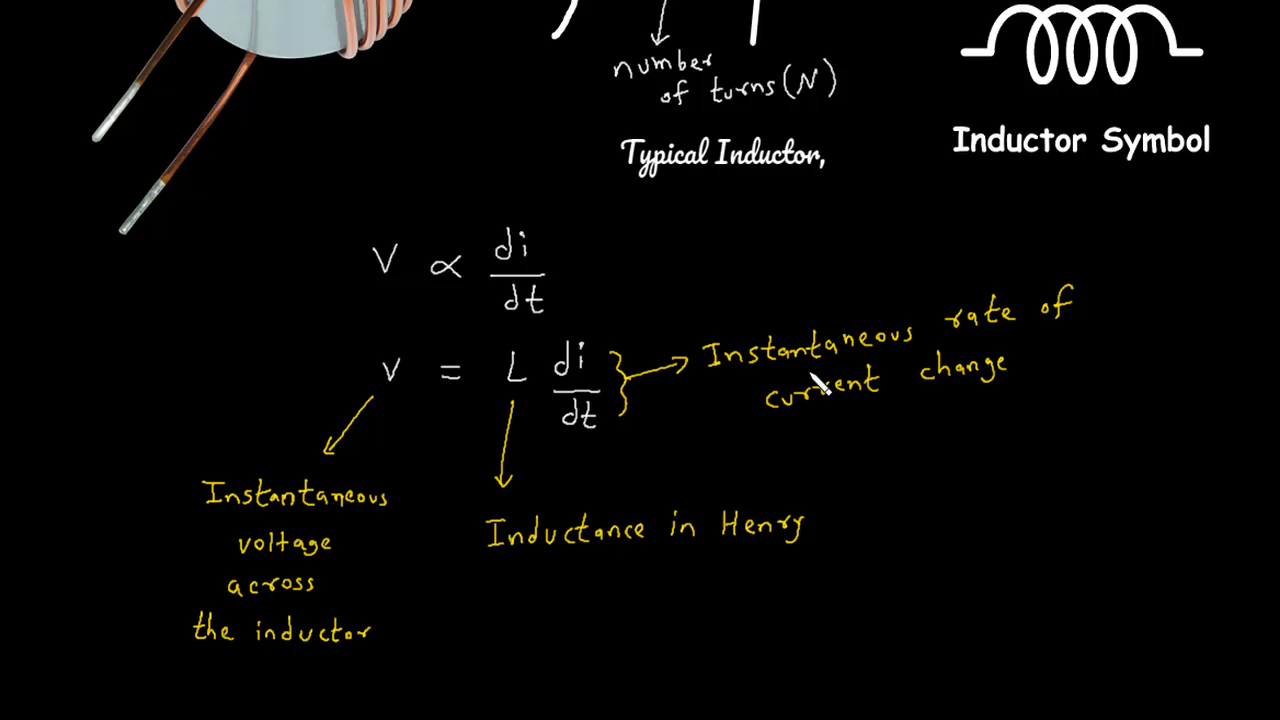 number
of turns (N)
Typical Inductor,
Inductor Symbol
V ∝ di/dt
v = L di/dt } → Instantaneous rate of
current change
Instantaneous
voltage
across
the inductor
Inductance in Henry